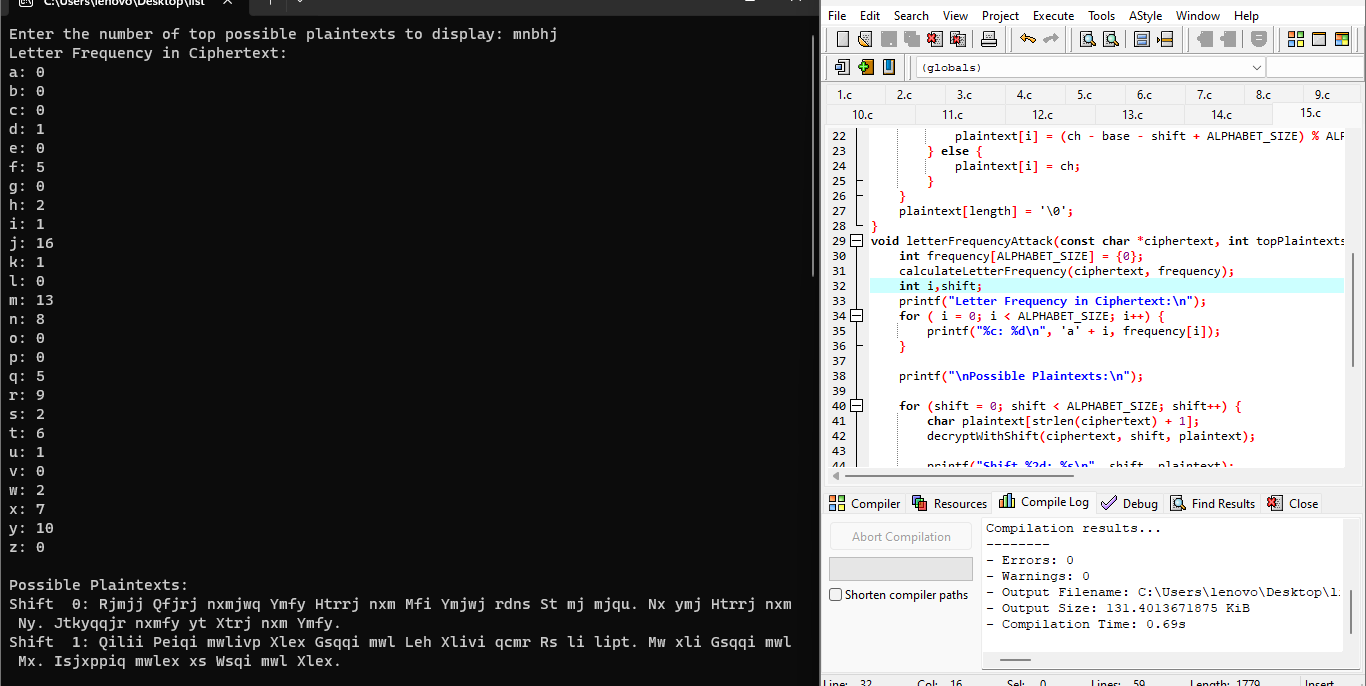 C:\Users\lenovo\Desktop\list
Enter the number of top possible plaintexts to display: mnbhj
Letter Frequency in Ciphertext:
a: 0
b: 0
c: 0
d: 1
e: 0
f: 5
g: 0
h: 2
i: 1
j: 16
k: 1
l: 0
m: 13
n: 8
o: 0
p: 0
q: 5
r: 9
s: 2
t: 6
u: 1
v: 0
w: 2
x: 7
y: 10
z: 0
Possible Plaintexts:
Shift  0: Rjmjj Qfjrj nxmjwq Ymfy Htrrj nxm Mfi Ymjwj rdns St mj mjqu. Nx ymj Htrrj nxm
Ny. Jtkyqqjr nxmfy yt Xtrj nxm Ymfy.
Shift  1: Qilii Peiqi mwlivp Xlex Gsqqi mwl Leh Xlivi qcmr Rs li lipt. Mw xli Gsqqi mwl
Mx. Isjxppiq mwlex xs Wsqi mwl Xlex.
File Edit Search View Project Execute Tools AStyle Window Help
(globals)
1.c 2.c 3.c 4.c 5.c 6.c 7.c 8.c 9.c
10.c 11.c 12.c 13.c 14.c 15.c
22 plaintext[i] = (ch - base - shift + ALPHABET_SIZE) % ALP
23 } else {
24 plaintext[i] = ch;
25 }
26 }
27 plaintext[length] = '\0';
28 }
29 void letterFrequencyAttack(const char *ciphertext, int topPlaintexts
30 int frequency[ALPHABET_SIZE] = {0};
31 calculateLetterFrequency(ciphertext, frequency);
32 int i,shift;
33 printf("Letter Frequency in Ciphertext:\n");
34 for ( i = 0; i < ALPHABET_SIZE; i++) {
35 printf("%c: %d\n", 'a' + i, frequency[i]);
36 }
37
38 printf("\nPossible Plaintexts:\n");
39
40 for (shift = 0; shift < ALPHABET_SIZE; shift++) {
41 char plaintext[strlen(ciphertext) + 1];
42 decryptWithShift(ciphertext, shift, plaintext);
43
44 printf("Shift %2d: %s\n", shift, plaintext);
Compiler Resources Compile Log Debug Find Results Close
Abort Compilation
Shorten compiler paths
Compilation results...
--------
- Errors: 0
- Warnings: 0
- Output Filename: C:\Users\lenovo\Desktop\l
- Output Size: 131.4013671875 KiB
- Compilation Time: 0.69s
Line: 32 Col: 16 Sel: 0 Lines: 59 Length: 1779 Insert